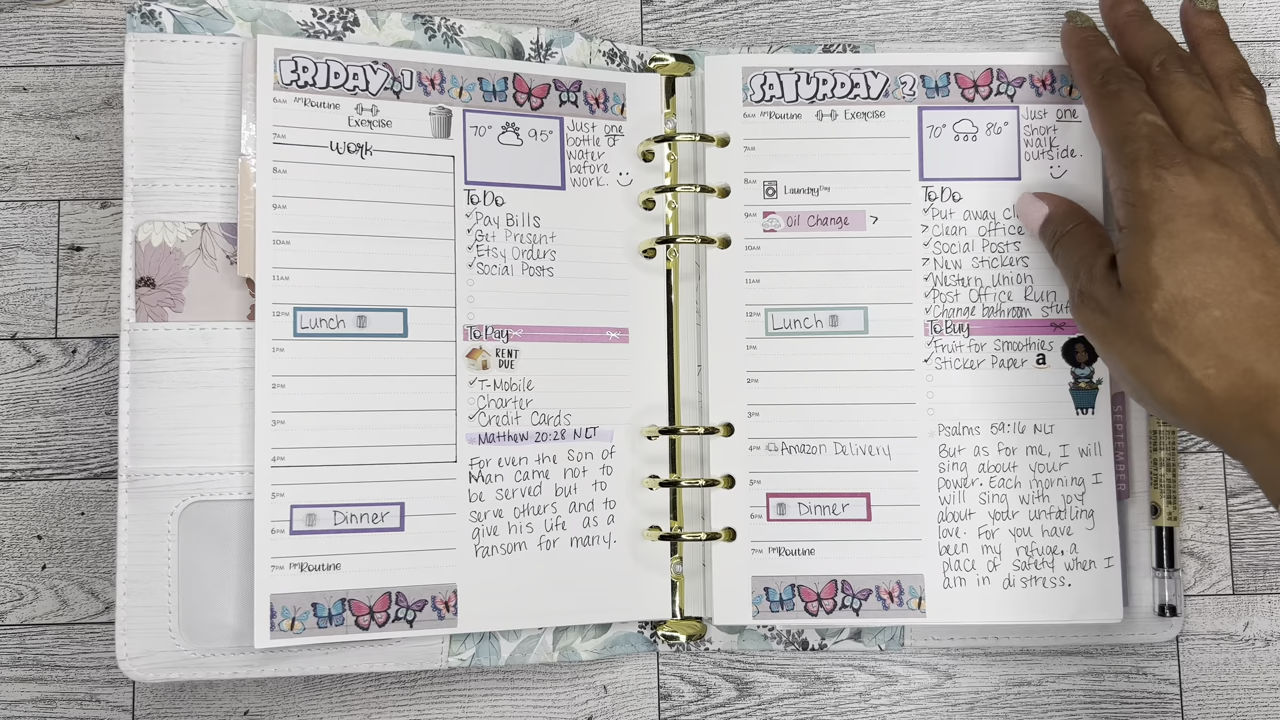 FRIDAY 1
6AM AM Routine
Exercise
7AM
WORK
8AM
9AM
10AM
11AM
12PM
Lunch
1PM
2PM
3PM
4PM
5PM
Dinner
6PM
7PM PM Routine
70° 95°
Just one
bottle of
water
before
work.
To Do
Pay Bills
Get Present
Etsy Orders
Social Posts
To Pay
RENT
DUE
T-Mobile
Charter
Credit Cards
Matthew 20:28 NLT
For even the Son of
Man came not to
be served but to
serve others and to
give his life as a
ransom for many.
SATURDAY 2
6AM AM Routine Exercise
7AM
8AM
Laundry Day
9AM
Oil Change >
10AM
11AM
12PM
Lunch
1PM
2PM
3PM
4PM Amazon Delivery
5PM
Dinner
6PM
7PM PM Routine
70° 86°
Just one
short
walk
outside.
To Do
Put away
> Clean office
Social Posts
> New Stickers
Western Union
Post Office Run
Change bathroom
To Buy
Fruit for Smoothies
Sticker Paper a
Psalms 59:16 NLT
But as for me, I will
sing about your
power. Each morning I
will sing with joy
about your unfailing
love. For you have
been my refuge, a
place of safety when I
am in distress.
JULY
SEPTEMBER